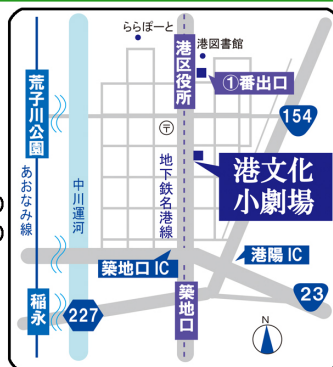 ららぽーと
港図書館
港区役所
①番出口
荒子川公園
154
〒
港文化
小劇場
あおなみ線
中川運河
地下鉄名港線
築地口 IC
港陽 IC
稲永
227
築地口
23
N